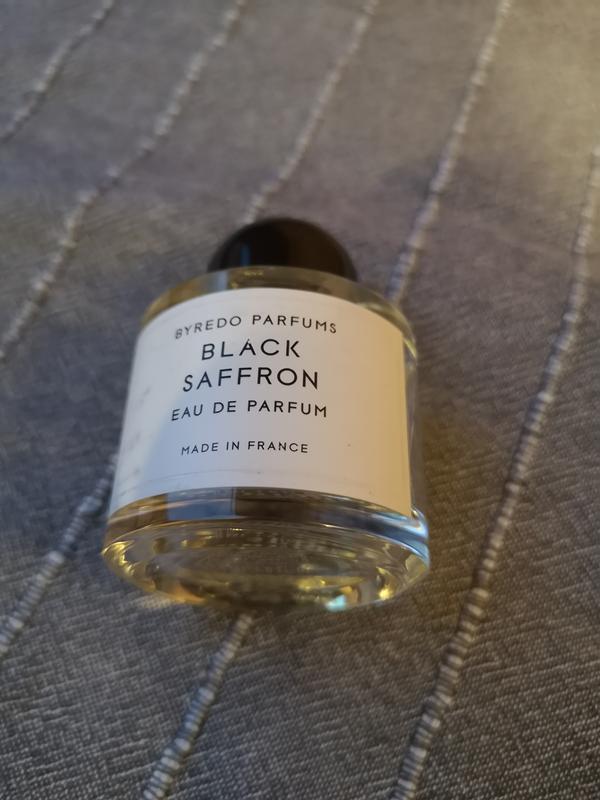 BYREDO PARFUMS
BLACK
SAFFRON
EAU DE PARFUM
MADE IN FRANCE